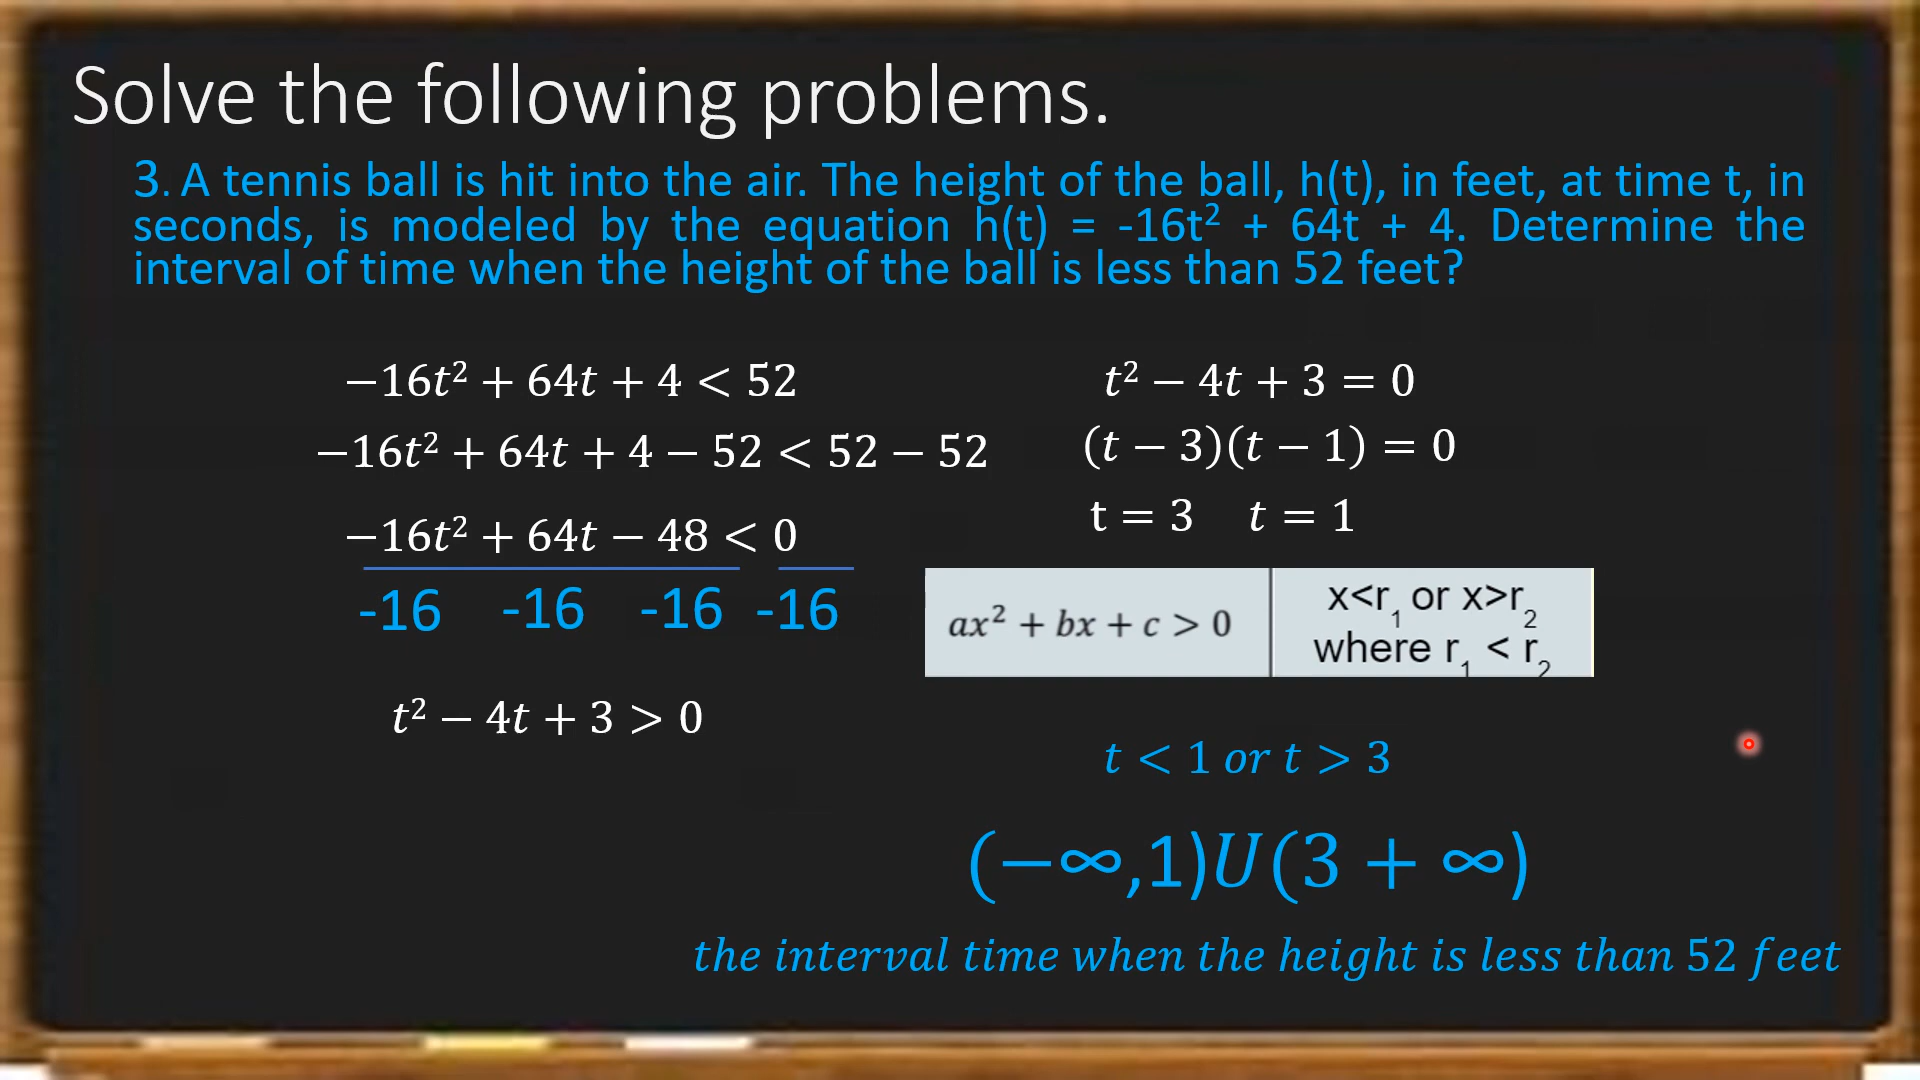 Solve the following problems.
3. A tennis ball is hit into the air. The height of the ball, h(t), in feet, at time t, in
seconds, is modeled by the equation h(t) = -16t² + 64t + 4. Determine the
interval of time when the height of the ball is less than 52 feet?
−16t² + 64t + 4 < 52
−16t² + 64t + 4 − 52 < 52 − 52
−16t² + 64t − 48 < 0
-16 -16 -16 -16
t² − 4t + 3 > 0
t² − 4t + 3 = 0
(t − 3)(t − 1) = 0
t = 3 t = 1
ax² + bx + c > 0
x<r₁ or x>r₂
where r₁ < r₂
t < 1 or t > 3
(−∞,1)U(3 + ∞)
the interval time when the height is less than 52 feet